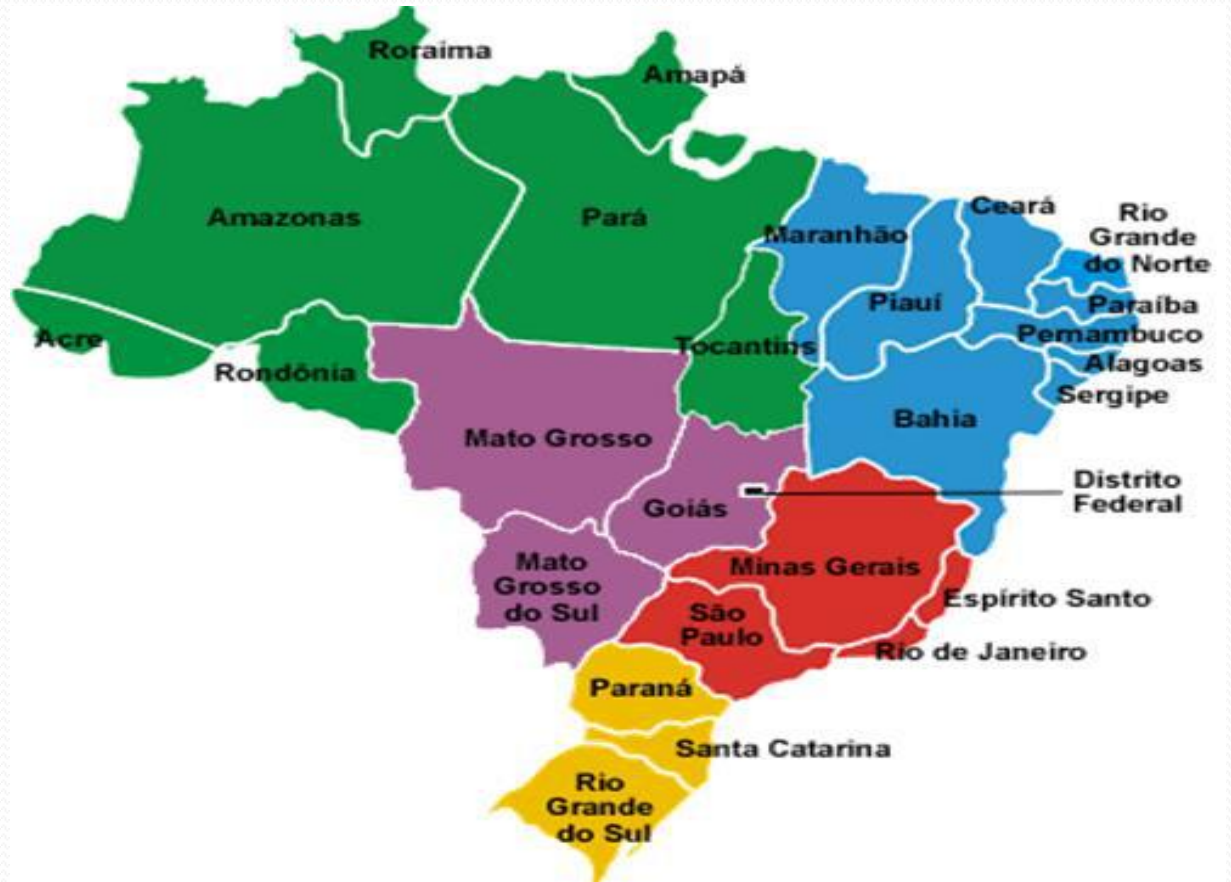 Roraima
Amapá
Amazonas
Pará
Maranhão
Ceará
Rio
Grande
do Norte
Piauí
Paraíba
Pernambuco
Acre
Rondônia
Tocantins
Alagoas
Sergipe
Bahia
Mato Grosso
Distrito
Federal
Goiás
Mato
Grosso
do Sul
Minas Gerais
Espírito Santo
São
Paulo
Rio de Janeiro
Paraná
Santa Catarina
Rio
Grande
do Sul